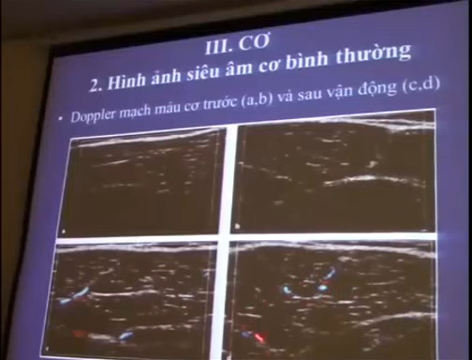 III. CƠ
2. Hình ảnh siêu âm cơ bình thường
• Doppler mạch máu cơ trước (a,b) và sau vận động (c,d)
a
b